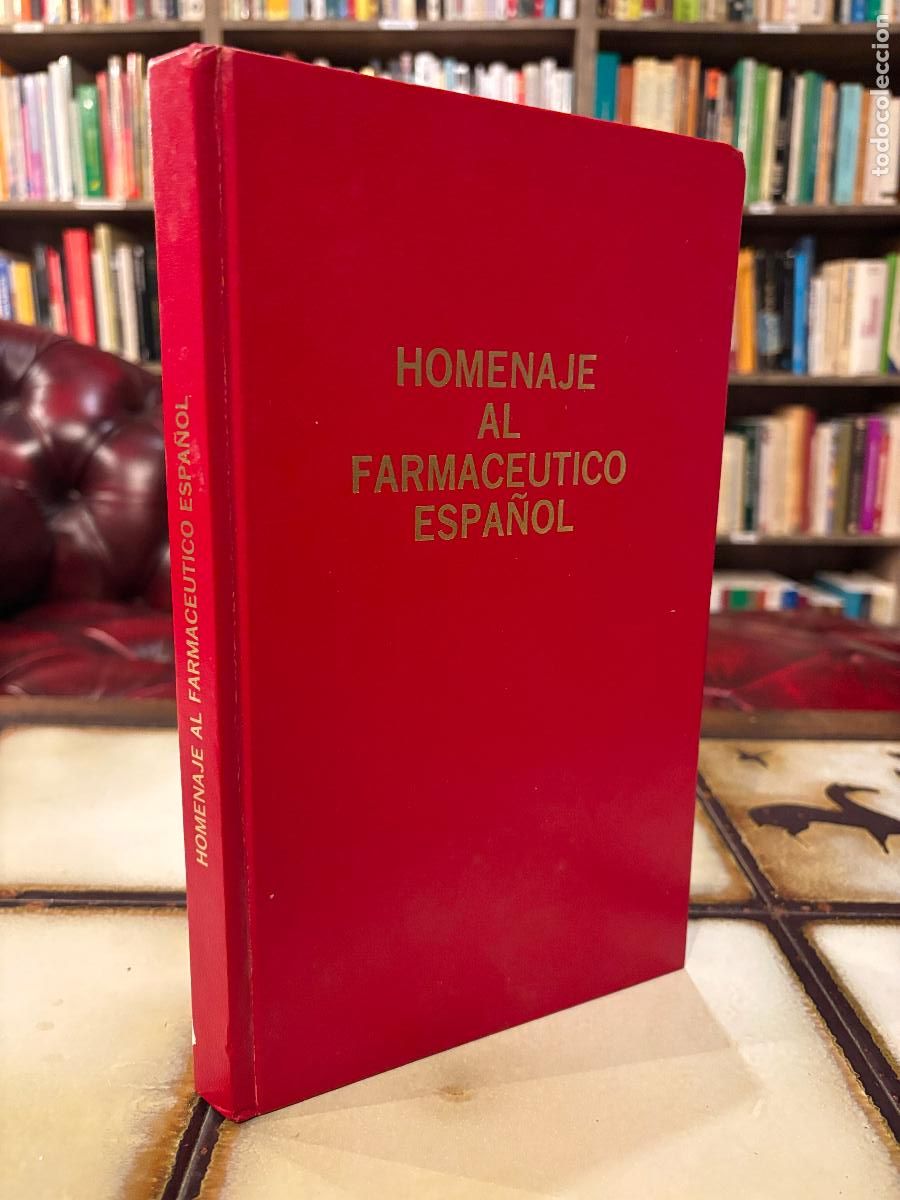 HOMENAJE
AL
FARMACEUTICO
ESPAÑOL
HOMENAJE AL FARMACEUTICO ESPAÑOL
todocoleccion